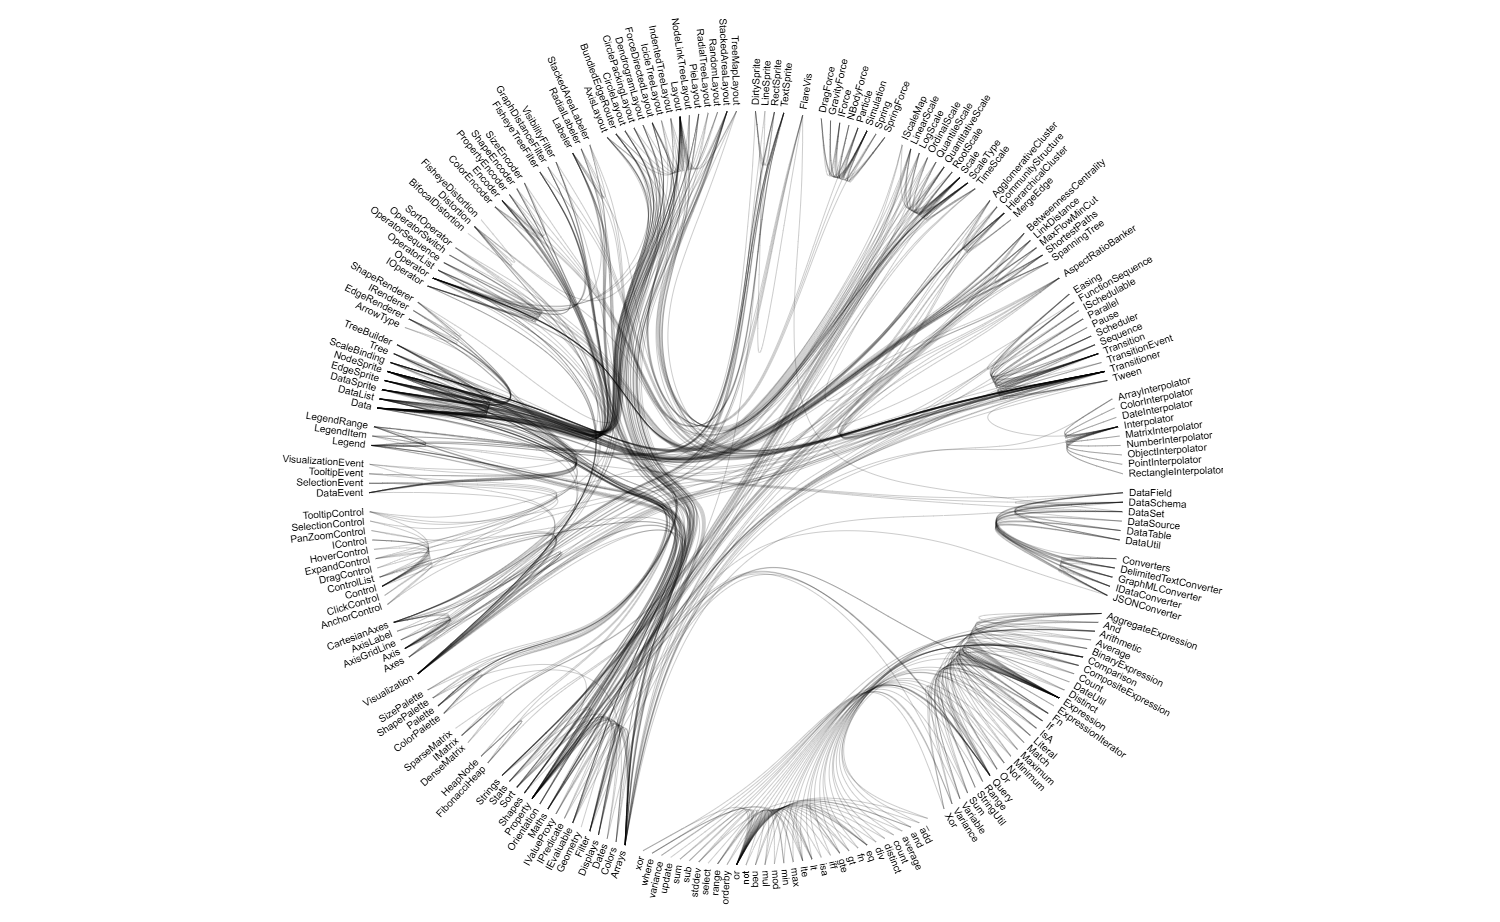 TreeMapLayout
StackedAreaLayout
RandomLayout
RadialTreeLayout
PieLayout
NodeLinkTreeLayout
Layout
IndentedTreeLayout
IcicleTreeLayout
ForceDirectedLayout
DendrogramLayout
CirclePackingLayout
CircleLayout
BundledEdgeRouter
AxisLayout
StackedAreaLabeler
RadialLabeler
Labeler
VisibilityFilter
GraphDistanceFilter
FisheyeTreeFilter
SizeEncoder
ShapeEncoder
PropertyEncoder
Encoder
ColorEncoder
FisheyeDistortion
Distortion
BifocalDistortion
SortOperator
OperatorSwitch
OperatorSequence
OperatorList
Operator
IOperator
ShapeRenderer
IRenderer
EdgeRenderer
ArrowType
TreeBuilder
Tree
ScaleBinding
NodeSprite
EdgeSprite
DataSprite
DataList
Data
LegendRange
LegendItem
Legend
VisualizationEvent
TooltipEvent
SelectionEvent
DataEvent
TooltipControl
SelectionControl
PanZoomControl
IControl
HoverControl
ExpandControl
DragControl
ControlList
Control
ClickControl
AnchorControl
CartesianAxes
AxisLabel
AxisGridLine
Axis
Axes
Visualization
SizePalette
ShapePalette
Palette
ColorPalette
SparseMatrix
IMatrix
DenseMatrix
HeapNode
FibonacciHeap
Strings
Stats
Sort
Shapes
Property
Orientation
Maths
IValueProxy
IPredicate
IEvaluable
Geometry
Filter
Displays
Dates
Colors
Arrays
xor
where
variance
update
sum
sub
stddev
select
range
orderby
or
not
neq
mul
mod
min
max
lte
lt
isa
iff
gte
gt
fn
eq
div
distinct
count
average
and
add
Xor
Variance
Variable
Sum
StringUtil
Range
Query
Or
Not
Minimum
Maximum
Match
Literal
IsA
If
Fn
ExpressionIterator
Expression
Distinct
DateUtil
Count
CompositeExpression
Comparison
BinaryExpression
Average
Arithmetic
And
AggregateExpression
JSONConverter
IDataConverter
GraphMLConverter
DelimitedTextConverter
Converters
DataUtil
DataTable
DataSource
DataSet
DataSchema
DataField
RectangleInterpolator
PointInterpolator
ObjectInterpolator
NumberInterpolator
MatrixInterpolator
Interpolator
DateInterpolator
ColorInterpolator
ArrayInterpolator
Tween
Transitioner
TransitionEvent
Transition
Sequence
Scheduler
Pause
Parallel
ISchedulable
FunctionSequence
Easing
AspectRatioBanker
SpanningTree
ShortestPaths
MaxFlowMinCut
LinkDistance
BetweennessCentrality
MergeEdge
HierarchicalCluster
CommunityStructure
AgglomerativeCluster
TimeScale
ScaleType
Scale
RootScale
QuantitativeScale
QuantileScale
OrdinalScale
LogScale
LinearScale
IScaleMap
SpringForce
Spring
Simulation
Particle
NBodyForce
IForce
GravityForce
DragForce
FlareVis
TextSprite
RectSprite
LineSprite
DirtySprite